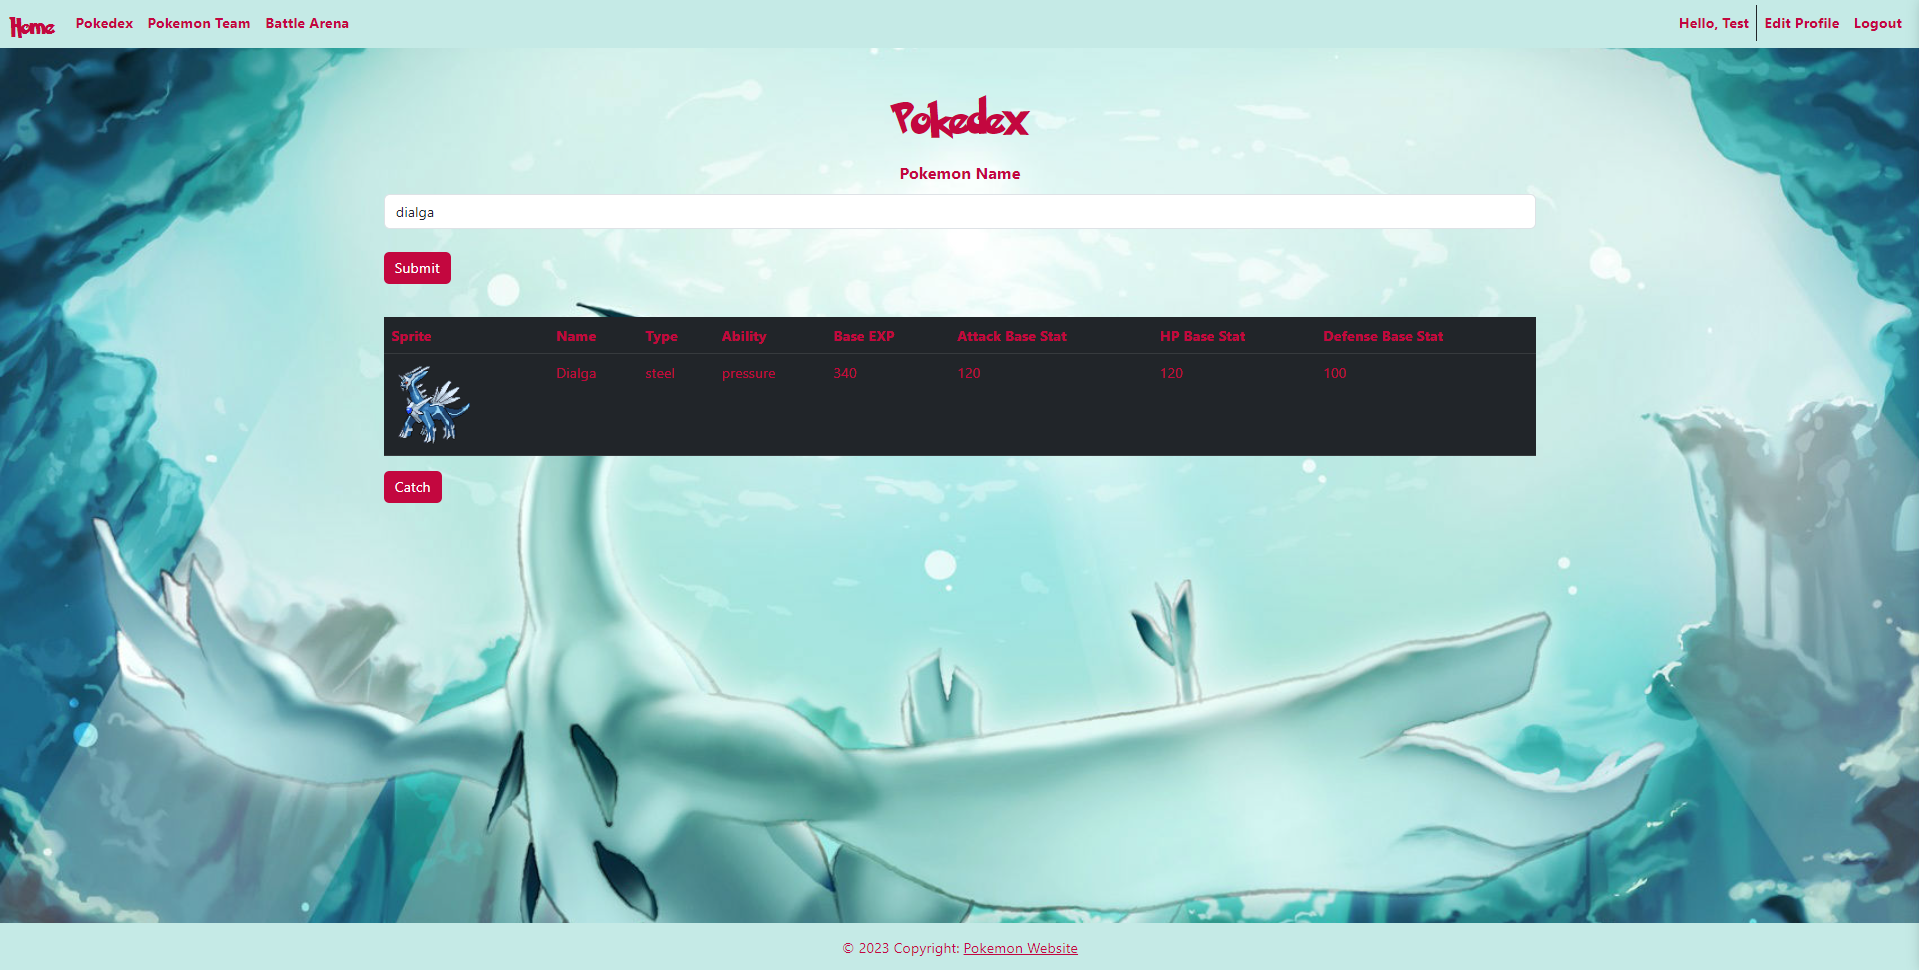 Home Pokedex Pokemon Team Battle Arena Hello, Test Edit Profile Logout
Pokedex
Pokemon Name
dialga
Submit
Sprite Name Type Ability Base EXP Attack Base Stat HP Base Stat Defense Base Stat
Dialga steel pressure 340 120 120 100
Catch
© 2023 Copyright: Pokemon Website